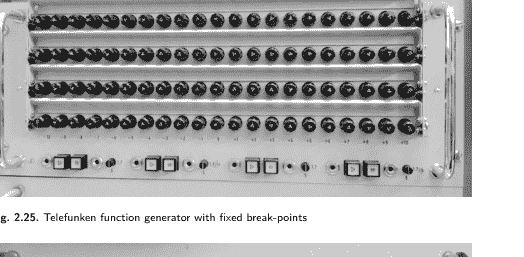 g. 2.25. Telefunken function generator with fixed break-points